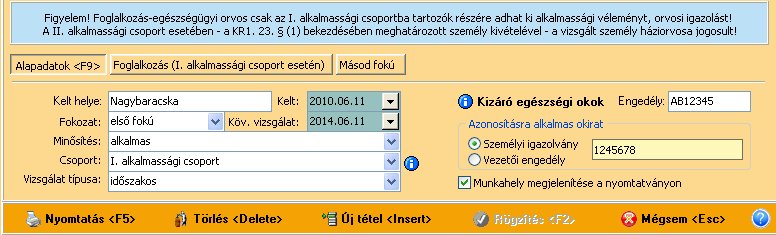 Figyelem! Foglalkozás-egészségügyi orvos csak az I. alkalmassági csoportba tartozók részére adhat ki alkalmassági véleményt, orvosi igazolást!
A II. alkalmassági csoport esetében - a KR1. 23. § (1) bekezdésében meghatározott személy kivételével - a vizsgált személy háziorvosa jogosult!
Alapadatok <F9> Foglalkozás (I. alkalmassági csoport esetén) Másod fokú
Kelt helye: Nagybaracska Kelt: 2010.06.11
Fokozat: első fokú Köv. vizsgálat: 2014.06.11
Minősítés: alkalmas
Csoport: I. alkalmassági csoport
Vizsgálat típusa: időszakos
Kizáró egészségi okok Engedély: AB12345
Azonosításra alkalmas okirat
Személyi igazolvány 1245678
Vezetői engedély
Munkahely megjelenítése a nyomtatványon
Nyomtatás <F5> Törlés <Delete> Új tétel <Insert> Rögzítés <F2> Mégsem <Esc>